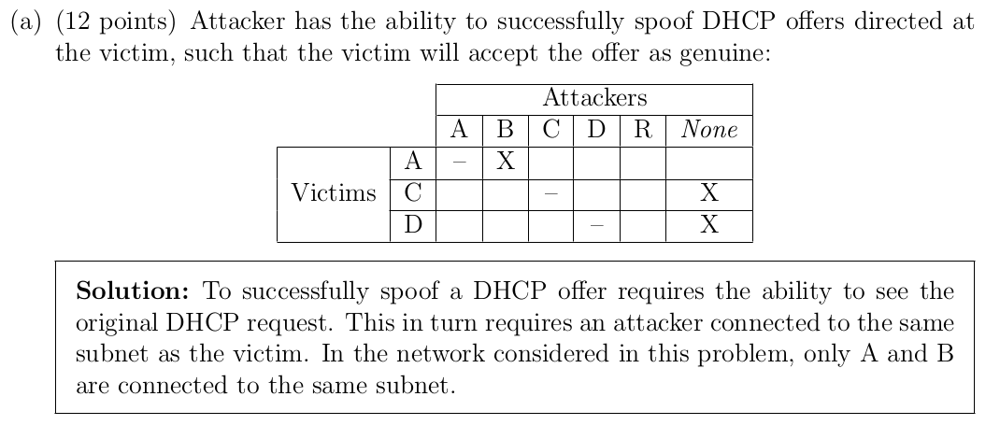 (a) (12 points) Attacker has the ability to successfully spoof DHCP offers directed at
the victim, such that the victim will accept the offer as genuine:
Attackers
A B C D R None
A – X
Victims C – X
D – X
Solution: To successfully spoof a DHCP offer requires the ability to see the
original DHCP request. This in turn requires an attacker connected to the same
subnet as the victim. In the network considered in this problem, only A and B
are connected to the same subnet.